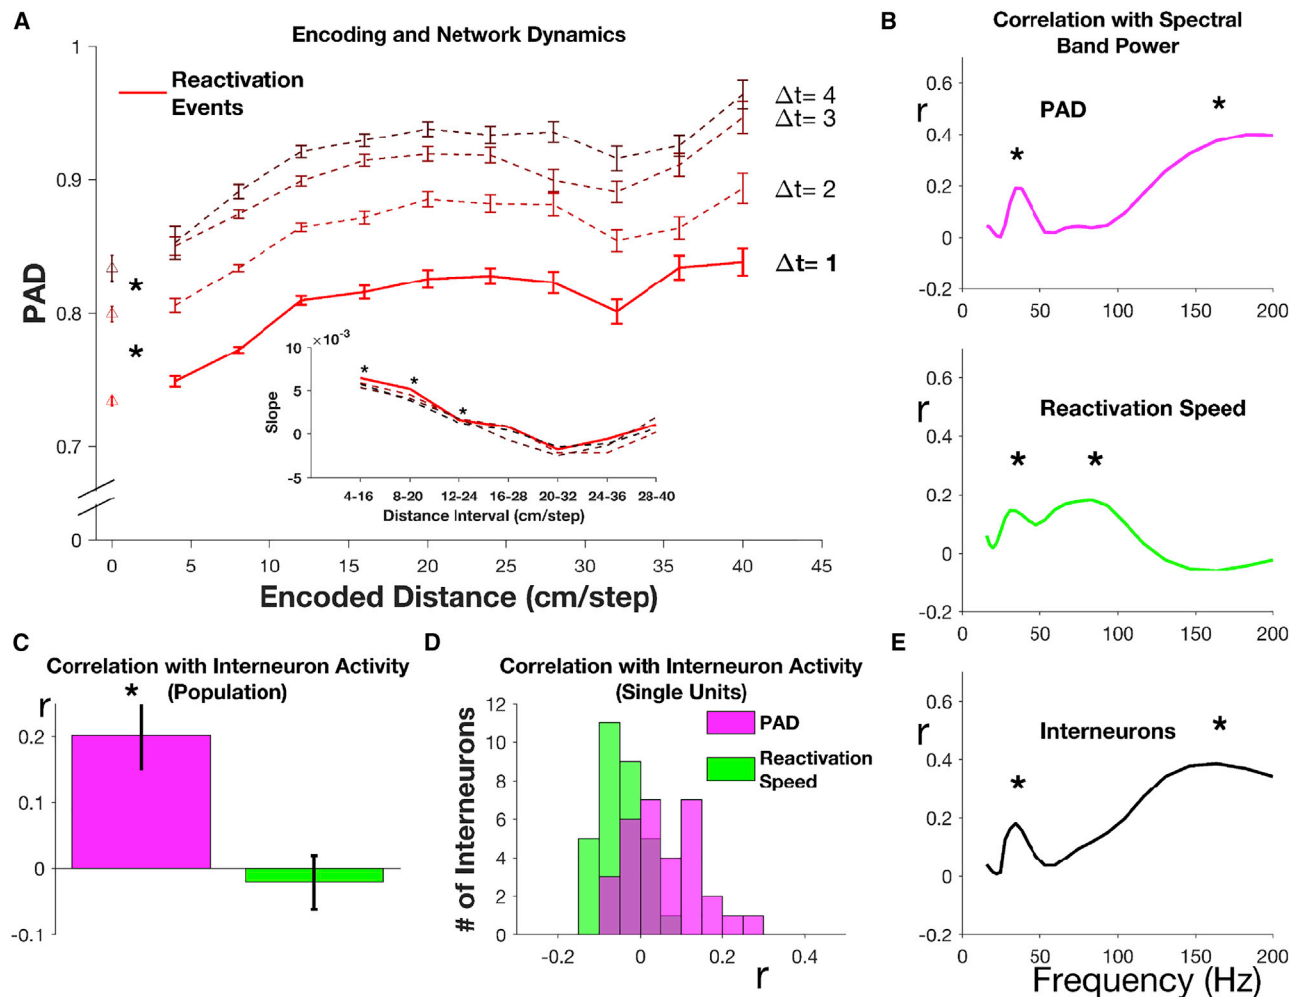 A
Encoding and Network Dynamics
1
Reactivation
Events
Δt= 4
Δt= 3
0.9
Δt= 2
PAD
Δt= 1
0.8
*
*
0.7
0
×10⁻³
10
5
0
-5
Slope
* * *
4-16 8-20 12-24 16-28 20-32 24-36 28-40
Distance Interval (cm/step)
0 5 10 15 20 25 30 35 40 45
Encoded Distance (cm/step)
B
Correlation with Spectral
Band Power
0.6
r
PAD
*
*
0.4
0.2
0
-0.2
0 50 100 150 200
0.6
r
Reactivation Speed
0.4
* *
0.2
0
-0.2
0 50 100 150 200
C
Correlation with Interneuron Activity
(Population)
r
*
0.2
0.1
0
-0.1
D
Correlation with Interneuron Activity
(Single Units)
# of Interneurons
12
10
8
6
4
2
0
PAD
Reactivation
Speed
-0.2 0 0.2 0.4
r
E
0.6
r
Interneurons
*
*
0.4
0.2
0
-0.2
0 50 100 150 200
Frequency (Hz)